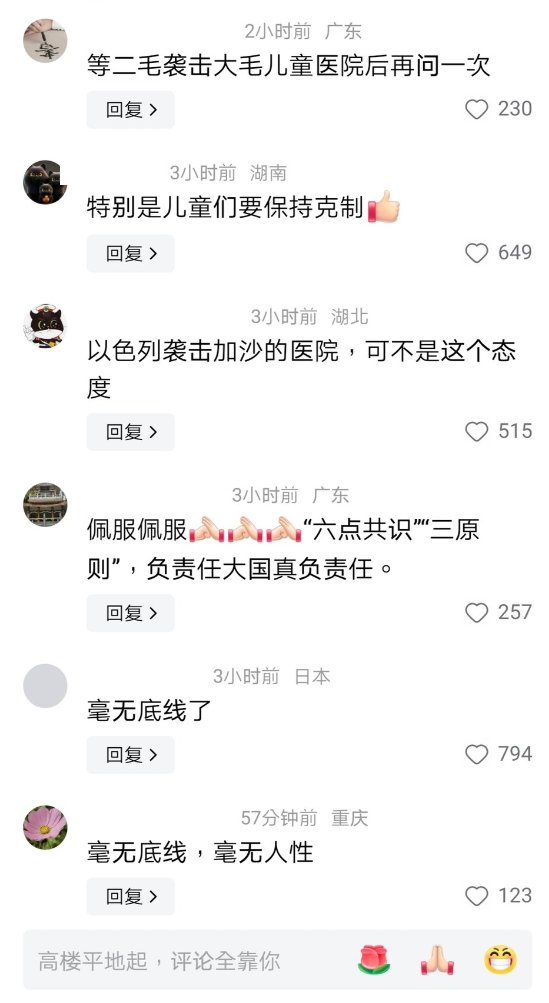 2小时前 广东
等二毛袭击大毛儿童医院后再问一次
回复 >
230
3小时前 湖南
特别是儿童们要保持克制👍
回复 >
649
3小时前 湖北
以色列袭击加沙的医院，可不是这个态
度
回复 >
515
3小时前 广东
佩服佩服🙏🙏🙏“六点共识”“三原
则”，负责任大国真负责任。
回复 >
257
3小时前 日本
毫无底线了
回复 >
794
57分钟前 重庆
毫无底线，毫无人性
回复 >
123
高楼平地起，评论全靠你